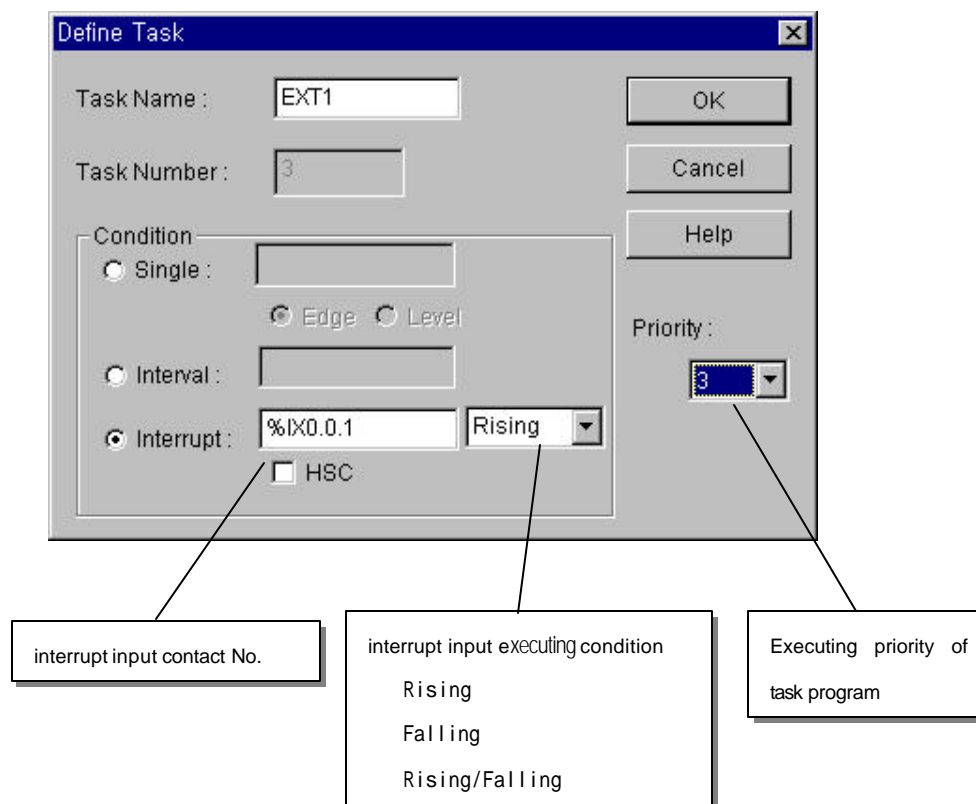 Define Task
Task Name :
EXT1
OK
Task Number :
3
Cancel
Condition
Help
Single :
Edge
Level
Priority :
Interval :
3
Interrupt :
%IX0.0.1
Rising
HSC
interrupt input contact No.
interrupt input executing condition
Rising
Falling
Rising/Falling
Executing priority of
task program